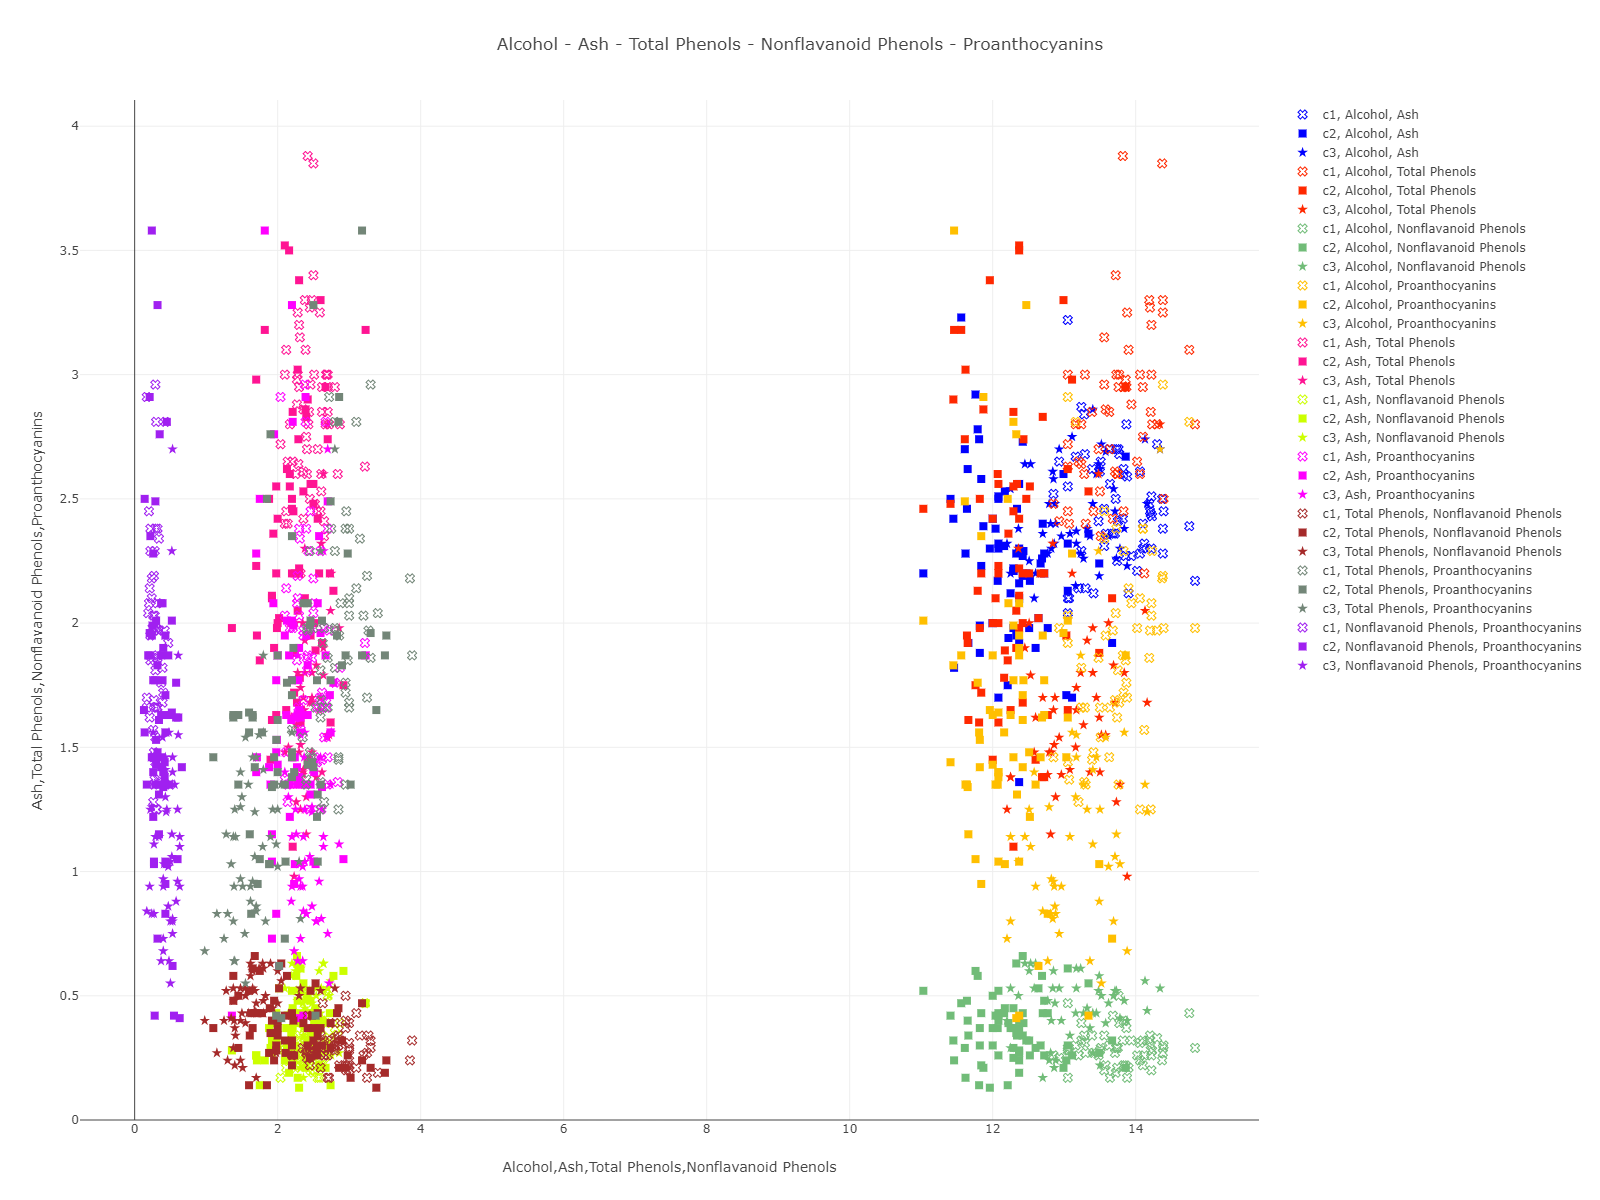 Alcohol - Ash - Total Phenols - Nonflavanoid Phenols - Proanthocyanins
Ash,Total Phenols,Nonflavanoid Phenols,Proanthocyanins
4
3.5
3
2.5
2
1.5
1
0.5
0
0
2
4
6
8
10
12
14
Alcohol,Ash,Total Phenols,Nonflavanoid Phenols
c1, Alcohol, Ash
c2, Alcohol, Ash
c3, Alcohol, Ash
c1, Alcohol, Total Phenols
c2, Alcohol, Total Phenols
c3, Alcohol, Total Phenols
c1, Alcohol, Nonflavanoid Phenols
c2, Alcohol, Nonflavanoid Phenols
c3, Alcohol, Nonflavanoid Phenols
c1, Alcohol, Proanthocyanins
c2, Alcohol, Proanthocyanins
c3, Alcohol, Proanthocyanins
c1, Ash, Total Phenols
c2, Ash, Total Phenols
c3, Ash, Total Phenols
c1, Ash, Nonflavanoid Phenols
c2, Ash, Nonflavanoid Phenols
c3, Ash, Nonflavanoid Phenols
c1, Ash, Proanthocyanins
c2, Ash, Proanthocyanins
c3, Ash, Proanthocyanins
c1, Total Phenols, Nonflavanoid Phenols
c2, Total Phenols, Nonflavanoid Phenols
c3, Total Phenols, Nonflavanoid Phenols
c1, Total Phenols, Proanthocyanins
c2, Total Phenols, Proanthocyanins
c3, Total Phenols, Proanthocyanins
c1, Nonflavanoid Phenols, Proanthocyanins
c2, Nonflavanoid Phenols, Proanthocyanins
c3, Nonflavanoid Phenols, Proanthocyanins